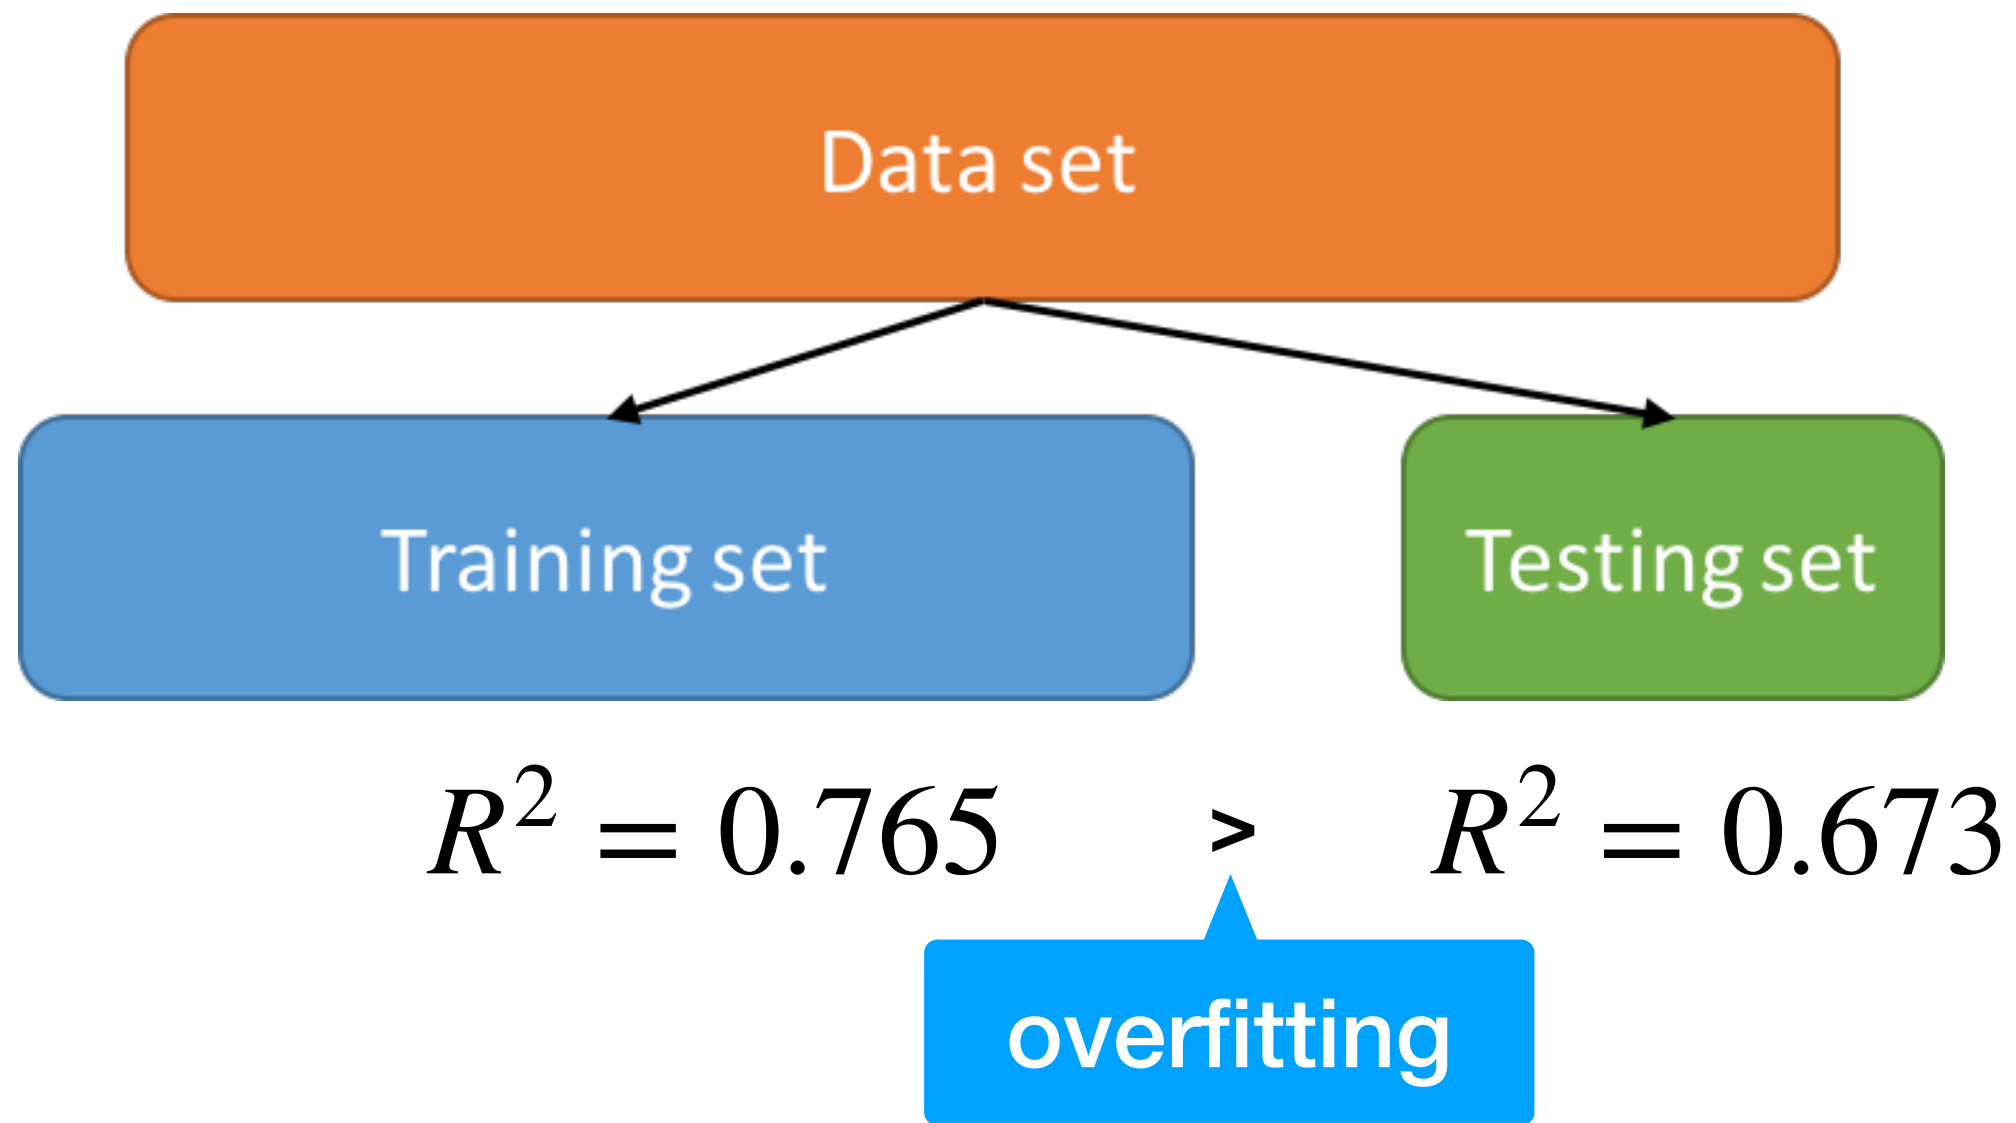 Data set
Training set
Testing set
R² = 0.765 > R² = 0.673
overfitting